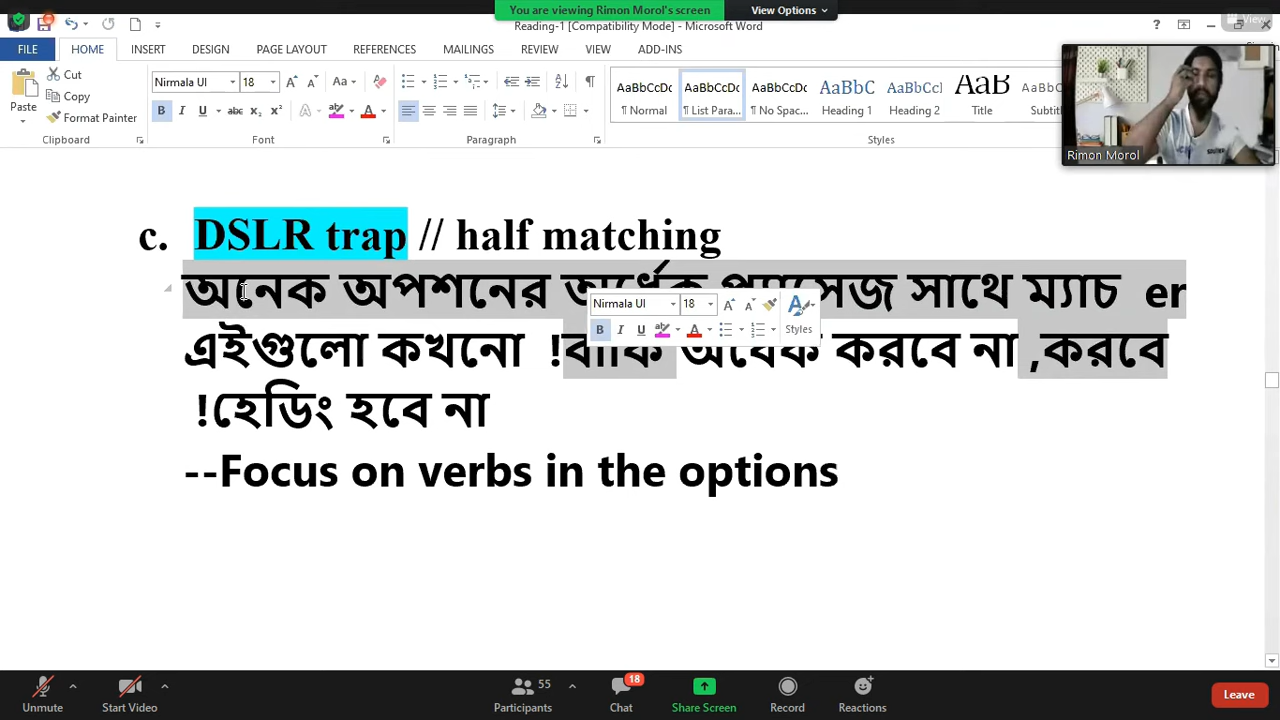 You are viewing Rimon Morol's screen View Options
Reading-1 [Compatibility Mode] - Microsoft Word
View
FILE HOME INSERT DESIGN PAGE LAYOUT REFERENCES MAILINGS REVIEW VIEW ADD-INS
Cut
Copy
Format Painter
Paste
Clipboard
Nirmala UI 18
Font
Paragraph
AaBbCcDc AaBbCcDc AaBbCcDc AaBbC AaBbCcI AaB AaBbCcD
¶ Normal ¶ List Para... ¶ No Spac... Heading 1 Heading 2 Title Subtitl
Styles
Rimon Morol
c. DSLR trap // half matching
অনেক অপশনের অর্ধেক প্যাসেজ সাথে ম্যাচ er
Nirmala UI 18
Styles
এইগুলো কখনো !বাকি অর্ধেক করবে না ,করবে
!হেডিং হবে না
--Focus on verbs in the options
Unmute Start Video 55 Participants 18 Chat Share Screen Record Reactions Leave